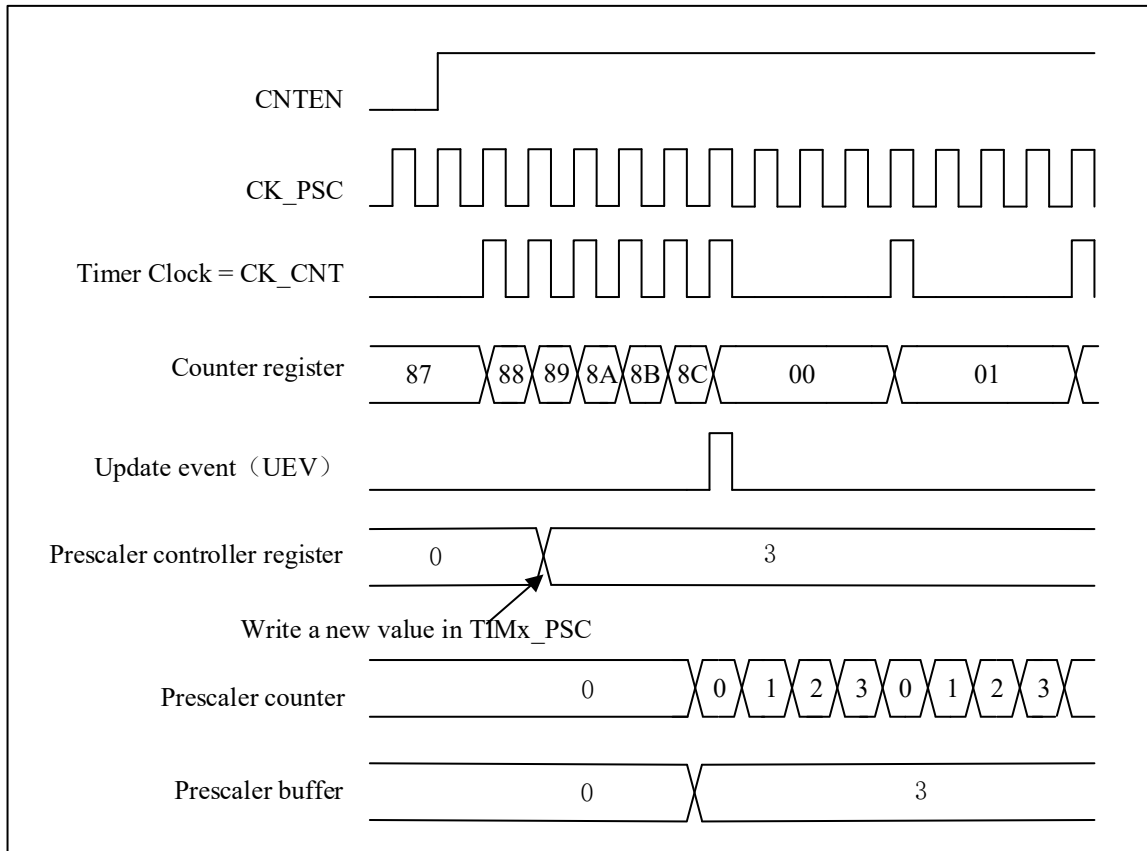 CNTEN
CK_PSC
Timer Clock = CK_CNT
Counter register
87 88 89 8A 8B 8C 00 01
Update event（UEV）
Prescaler controller register
0 3
Write a new value in TIMx_PSC
Prescaler counter
0 0 1 2 3 0 1 2 3
Prescaler buffer
0 3